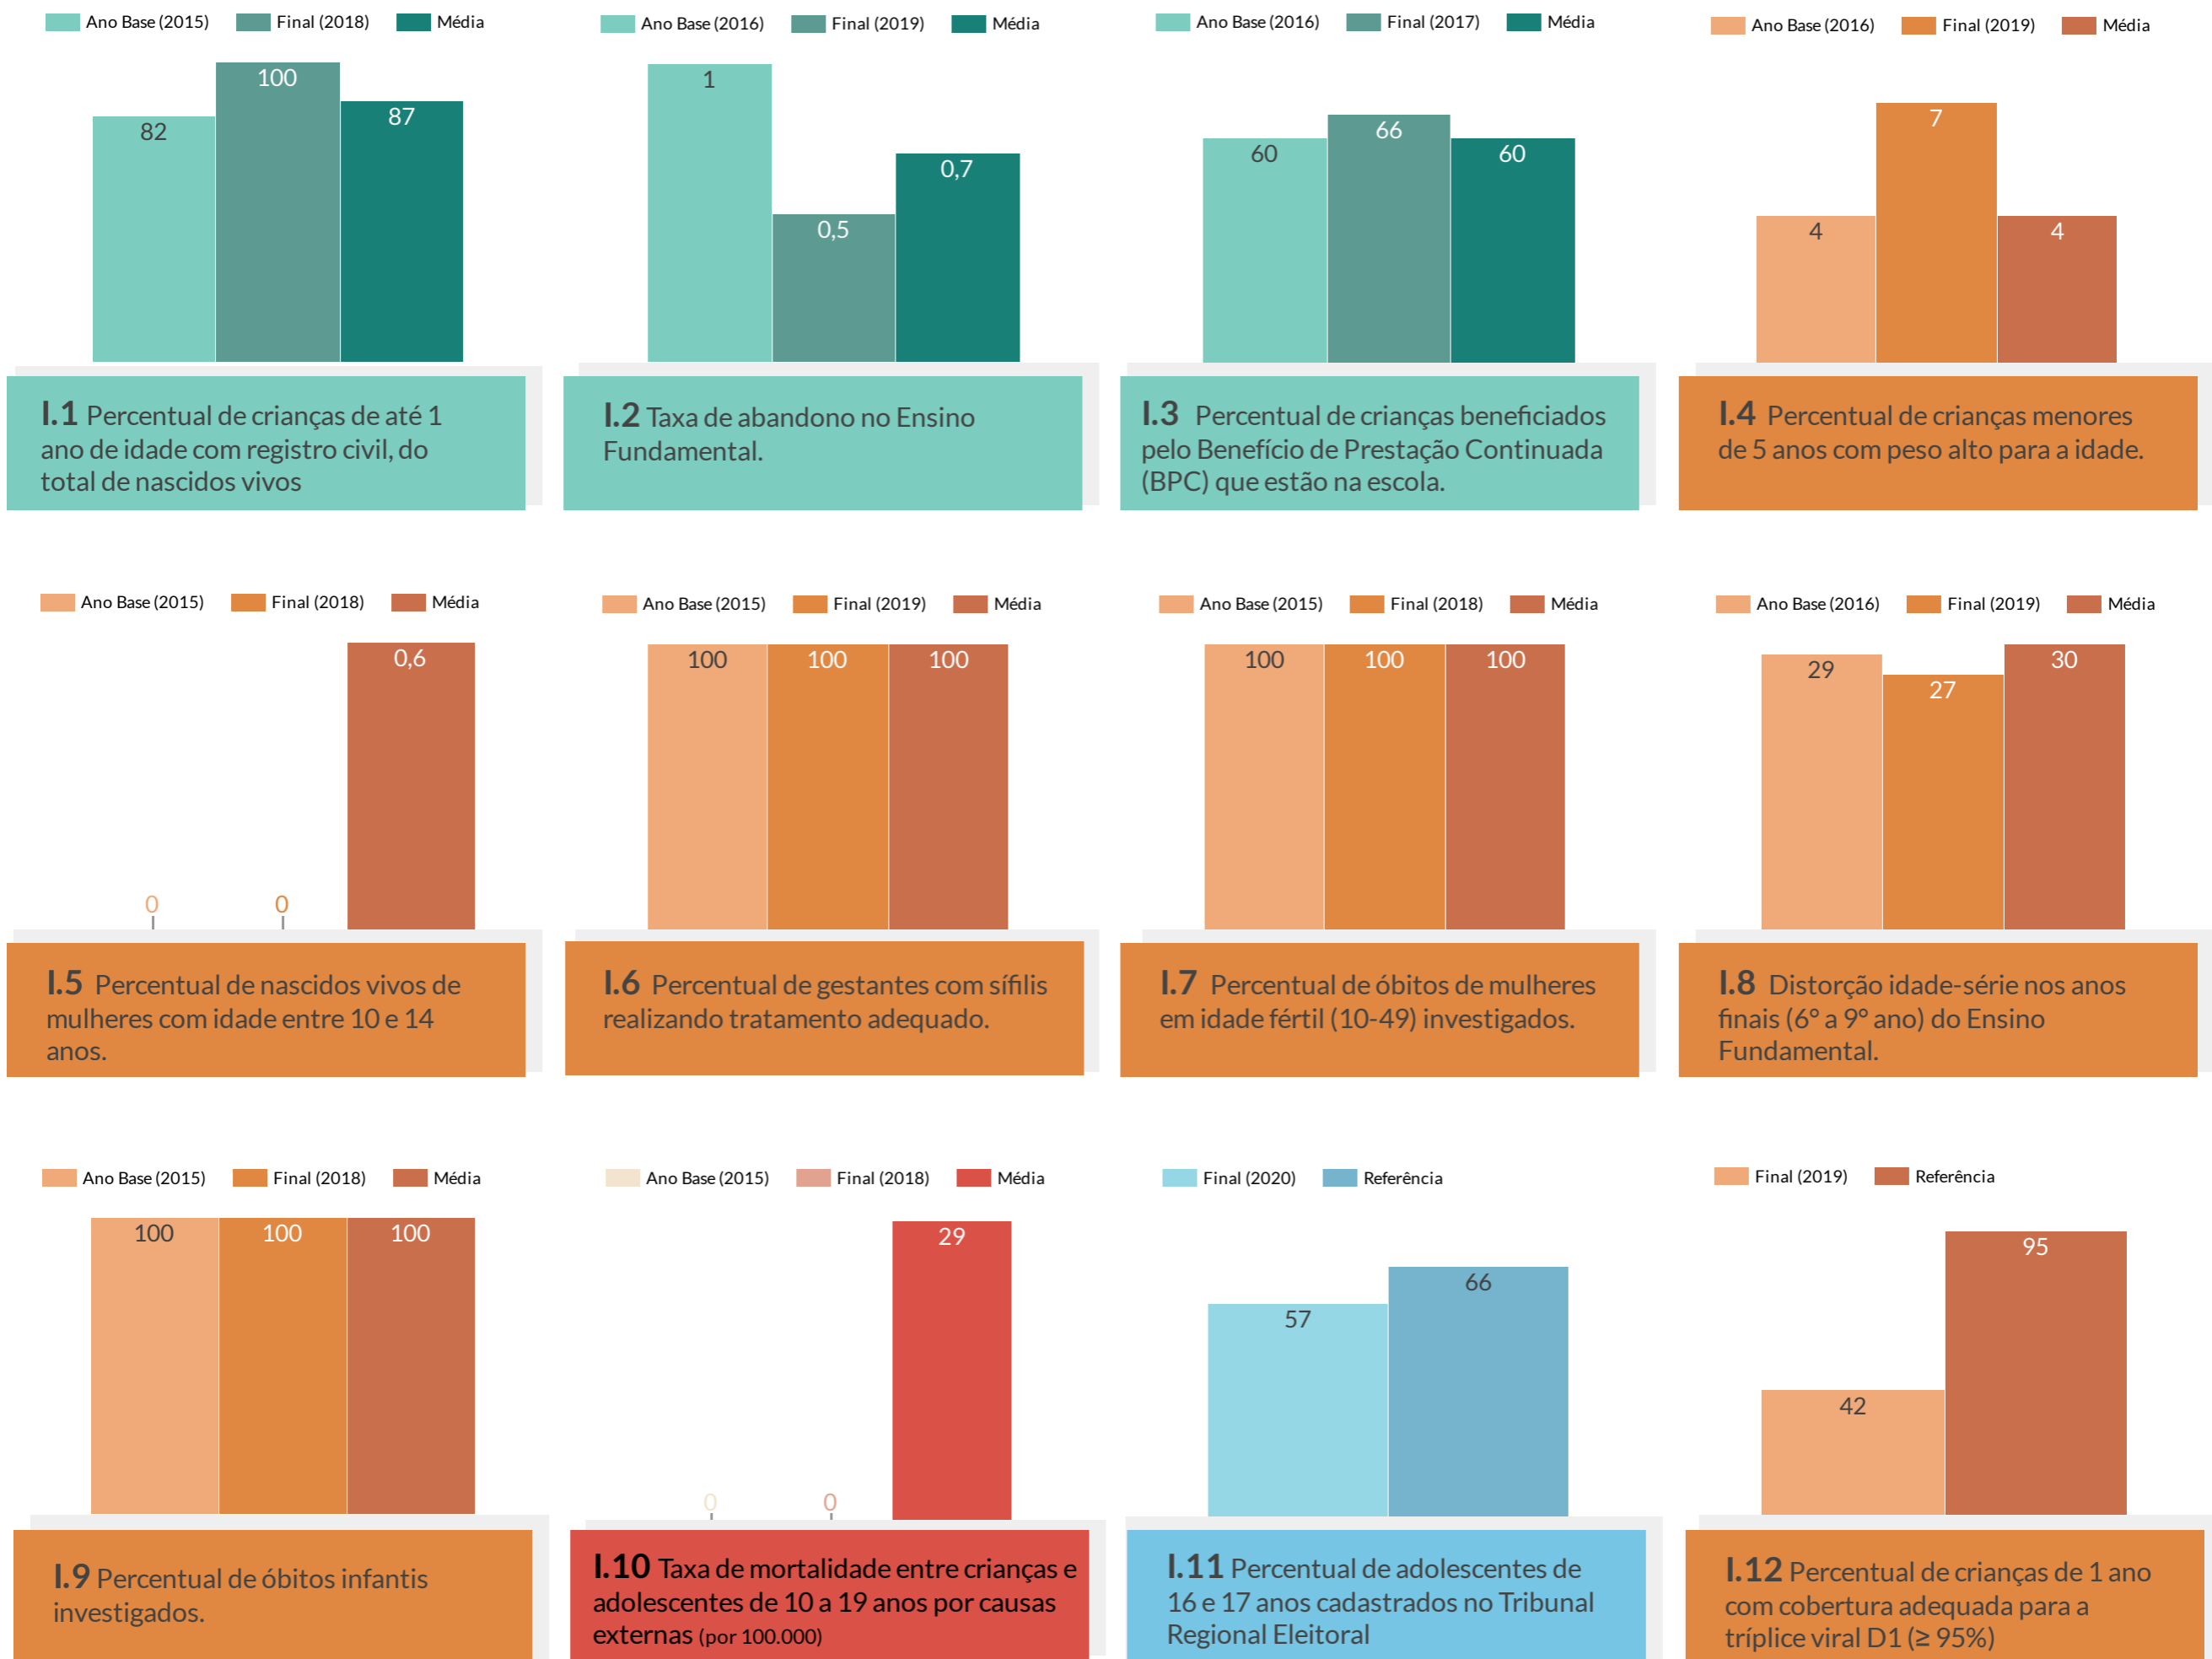 Ano Base (2015) Final (2018) Média
100
82
87
I.1 Percentual de crianças de até 1
ano de idade com registro civil, do
total de nascidos vivos
Ano Base (2016) Final (2019) Média
1
0,5
0,7
I.2 Taxa de abandono no Ensino
Fundamental.
Ano Base (2016) Final (2017) Média
60
66
60
I.3 Percentual de crianças beneficiados
pelo Benefício de Prestação Continuada
(BPC) que estão na escola.
Ano Base (2016) Final (2019) Média
4
7
4
I.4 Percentual de crianças menores
de 5 anos com peso alto para a idade.
Ano Base (2015) Final (2018) Média
0
0
0,6
I.5 Percentual de nascidos vivos de
mulheres com idade entre 10 e 14
anos.
Ano Base (2015) Final (2019) Média
100 100 100
I.6 Percentual de gestantes com sífilis
realizando tratamento adequado.
Ano Base (2015) Final (2018) Média
100 100 100
I.7 Percentual de óbitos de mulheres
em idade fértil (10-49) investigados.
Ano Base (2016) Final (2019) Média
29
27
30
I.8 Distorção idade-série nos anos
finais (6° a 9° ano) do Ensino
Fundamental.
Ano Base (2015) Final (2018) Média
100 100 100
I.9 Percentual de óbitos infantis
investigados.
Ano Base (2015) Final (2018) Média
0
0
29
I.10 Taxa de mortalidade entre crianças e
adolescentes de 10 a 19 anos por causas
externas (por 100.000)
Final (2020) Referência
57
66
I.11 Percentual de adolescentes de
16 e 17 anos cadastrados no Tribunal
Regional Eleitoral
Final (2019) Referência
42
95
I.12 Percentual de crianças de 1 ano
com cobertura adequada para a
tríplice viral D1 (≥ 95%)